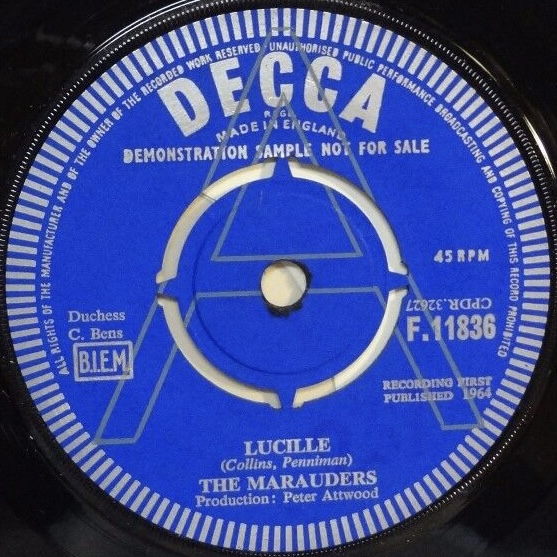 ALL RIGHTS OF THE MANUFACTURER AND OF THE OWNER OF THE RECORDED WORK RESERVED · UNAUTHORISED PUBLIC PERFORMANCE BROADCASTING AND COPYING OF THIS RECORD PROHIBITED
DECCA
REGD
MADE IN ENGLAND
DEMONSTRATION SAMPLE NOT FOR SALE
A
45 RPM
CPDR.32627
F.11836
Duchess
C. Bens
B.I.E.M.
RECORDING FIRST
PUBLISHED 1964
LUCILLE
(Collins, Penniman)
THE MARAUDERS
Production: Peter Attwood